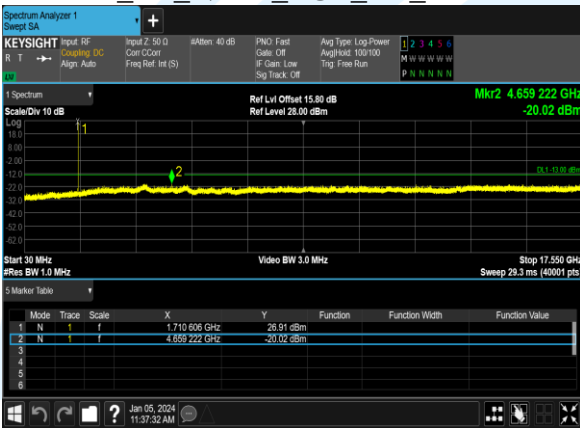 Spectrum Analyzer 1
Swept SA
+
KEYSIGHT Input: RF Input Z: 50 Ω #Atten: 40 dB PNO: Fast Avg Type: Log-Power 1 2 3 4 5 6
R T Coupling: DC Corr CCorr Gate: Off Avg|Hold: 100/100 M W W W W W
Align: Auto Freq Ref: Int (S) IF Gain: Low Trig: Free Run
LV Sig Track: Off P N N N N N
1 Spectrum
Scale/Div 10 dB Ref Lvl Offset 15.80 dB Mkr2 4.659 222 GHz
Ref Level 28.00 dBm -20.02 dBm
Log
1
18.0
8.00
-2.00
-12.0
2
DL1 -13.00 dBm
-22.0
-32.0
-42.0
-52.0
-62.0
Start 30 MHz Video BW 3.0 MHz Stop 17.550 GHz
#Res BW 1.0 MHz Sweep 29.3 ms (40001 pts)
5 Marker Table
Mode Trace Scale X Y Function Function Width Function Value
1 N 1 f 1.710 606 GHz 26.91 dBm
2 N 1 f 4.659 222 GHz -20.02 dBm
3
4
5
6
? Jan 05, 2024
11:37:32 AM